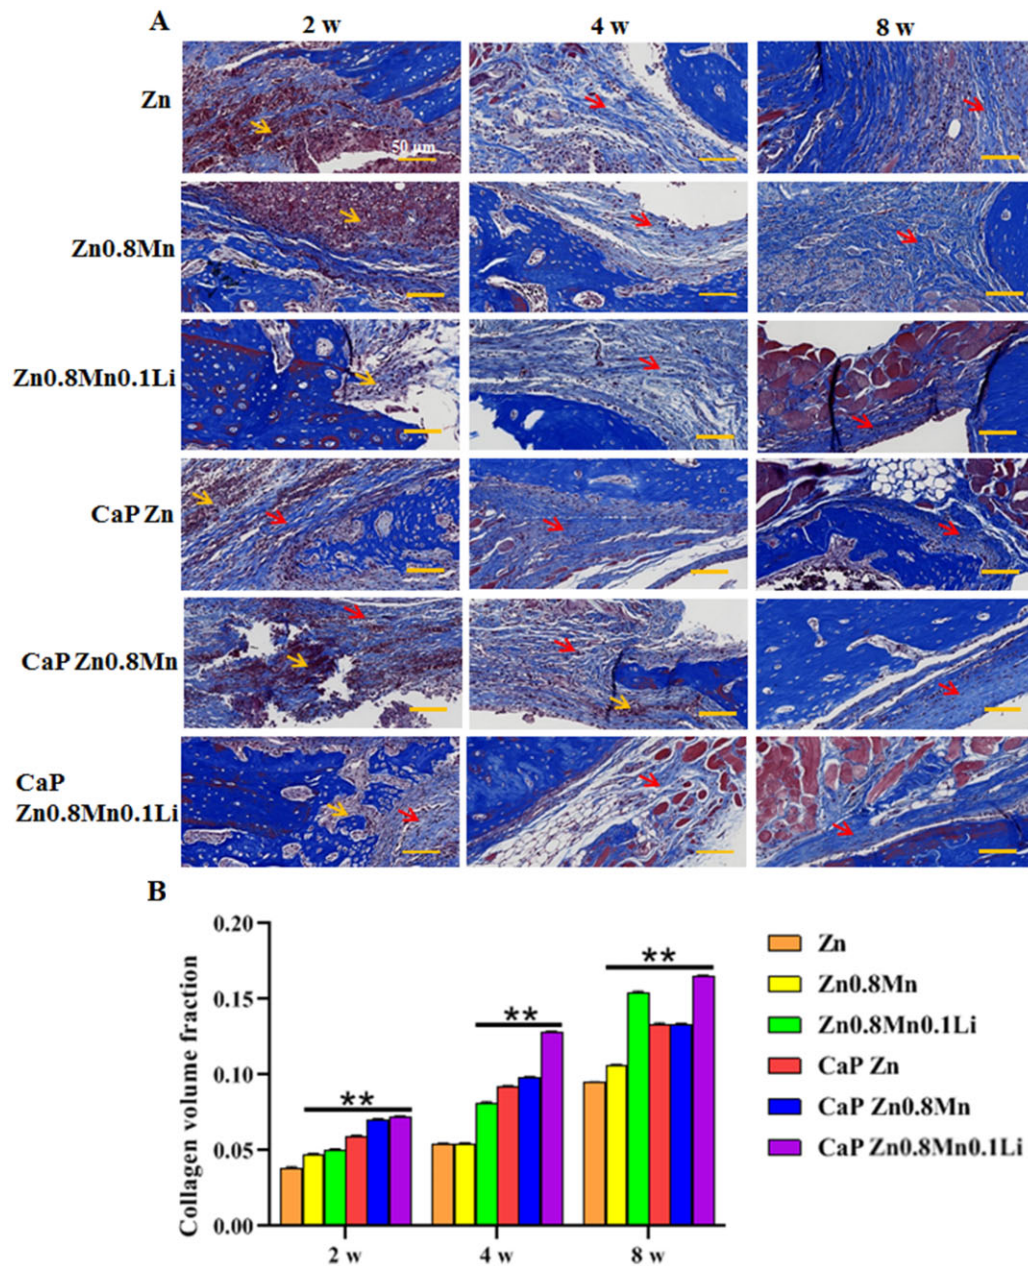 A
2 w 4 w 8 w
Zn
50 μm
Zn0.8Mn
Zn0.8Mn0.1Li
CaP Zn
CaP Zn0.8Mn
CaP
Zn0.8Mn0.1Li
B
Collagen volume fraction
0.20
0.15
0.10
0.05
0.00
**
**
**
2 w 4 w 8 w
Zn
Zn0.8Mn
Zn0.8Mn0.1Li
CaP Zn
CaP Zn0.8Mn
CaP Zn0.8Mn0.1Li